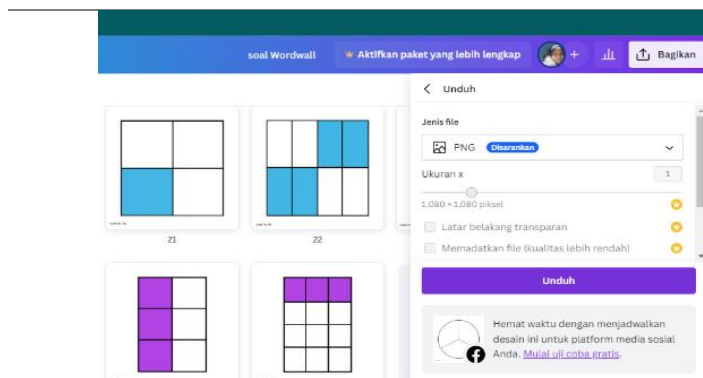 soal Wordwall
Aktifkan paket yang lebih lengkap
+
Bagikan
Unduh
Jenis file
PNG Disarankan
Ukuran x
1
1,080 × 1,080 piksel
Latar belakang transparan
Memadatkan file (kualitas lebih rendah)
Unduh
Hemat waktu dengan menjadwalkan
desain ini untuk platform media sosial
Anda. Mulai uji coba gratis.
21
22